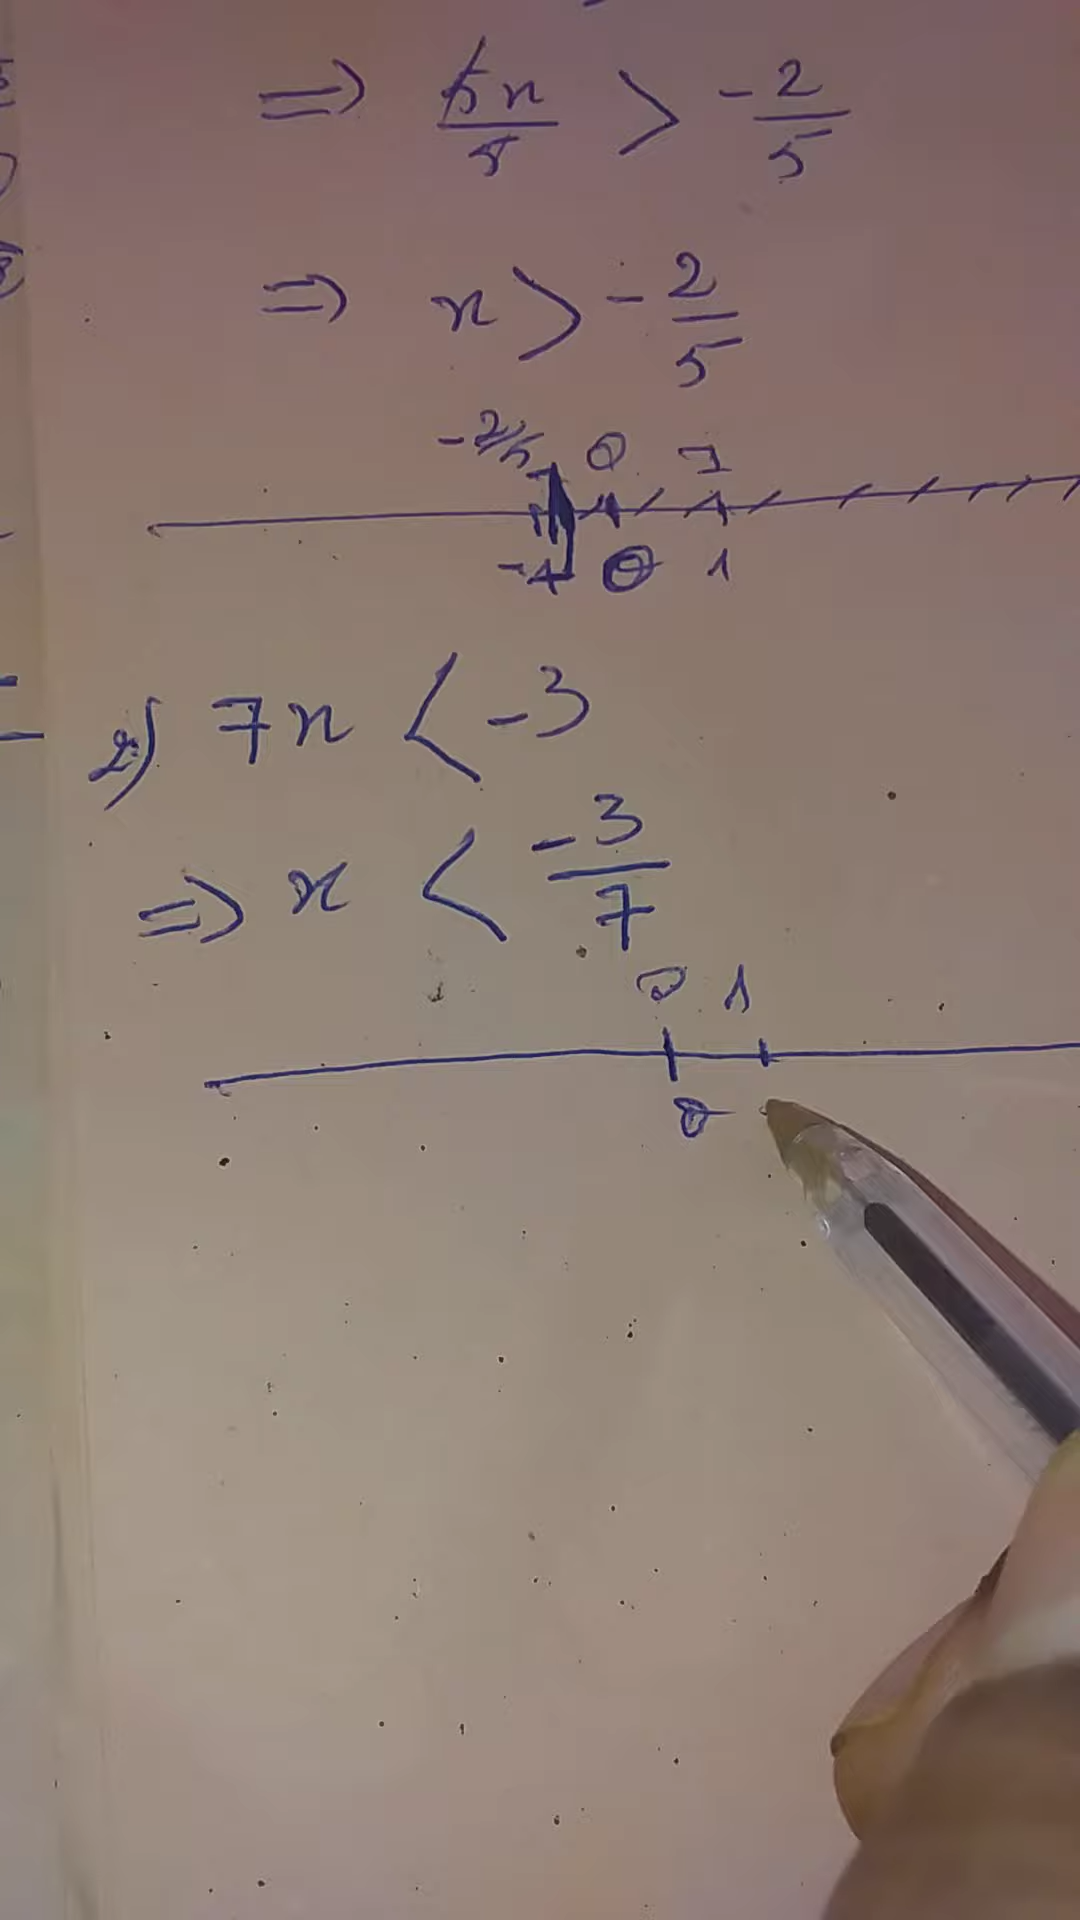 => 5x/5 > -2/5
=> x > -2/5
-2/5 0 1
-1 0 1
2) 7x < -3
=> x < -3/7
0 1
0